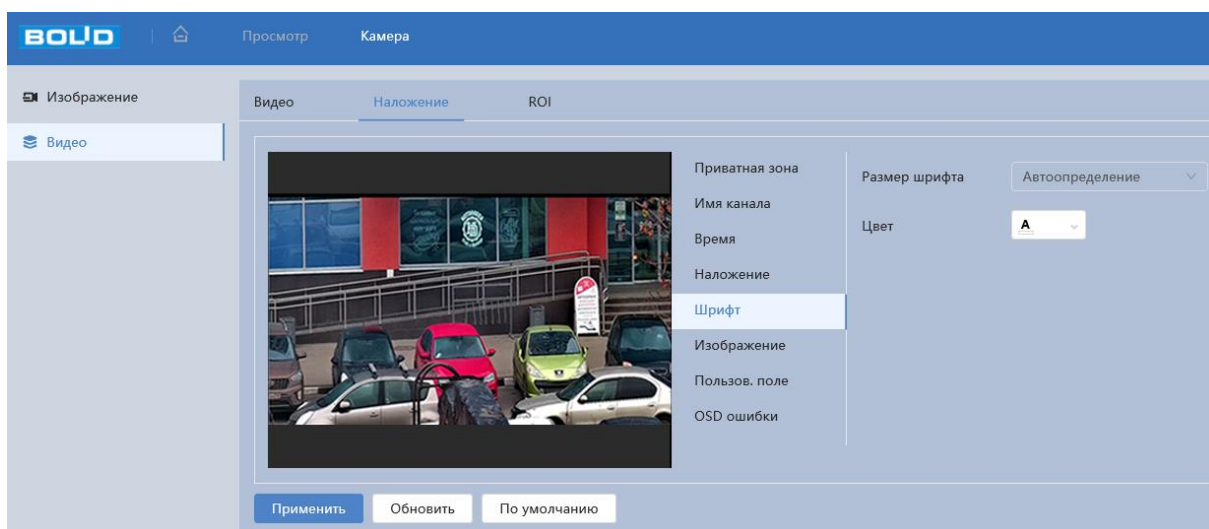 BOLID
Просмотр
Камера
Изображение
Видео
Видео
Наложение
ROI
Приватная зона
Имя канала
Время
Наложение
Шрифт
Изображение
Пользов. поле
OSD ошибки
Размер шрифта
Автоопределение
Цвет
A
Применить
Обновить
По умолчанию